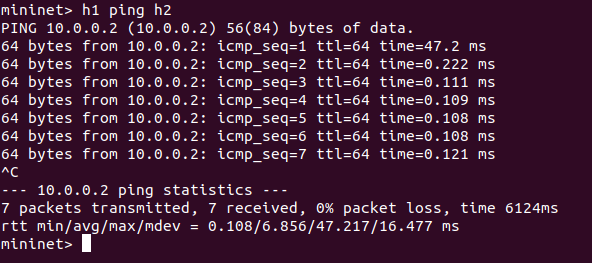 mininet> h1 ping h2
PING 10.0.0.2 (10.0.0.2) 56(84) bytes of data.
64 bytes from 10.0.0.2: icmp_seq=1 ttl=64 time=47.2 ms
64 bytes from 10.0.0.2: icmp_seq=2 ttl=64 time=0.222 ms
64 bytes from 10.0.0.2: icmp_seq=3 ttl=64 time=0.111 ms
64 bytes from 10.0.0.2: icmp_seq=4 ttl=64 time=0.109 ms
64 bytes from 10.0.0.2: icmp_seq=5 ttl=64 time=0.108 ms
64 bytes from 10.0.0.2: icmp_seq=6 ttl=64 time=0.108 ms
64 bytes from 10.0.0.2: icmp_seq=7 ttl=64 time=0.121 ms
^C
--- 10.0.0.2 ping statistics ---
7 packets transmitted, 7 received, 0% packet loss, time 6124ms
rtt min/avg/max/mdev = 0.108/6.856/47.217/16.477 ms
mininet>